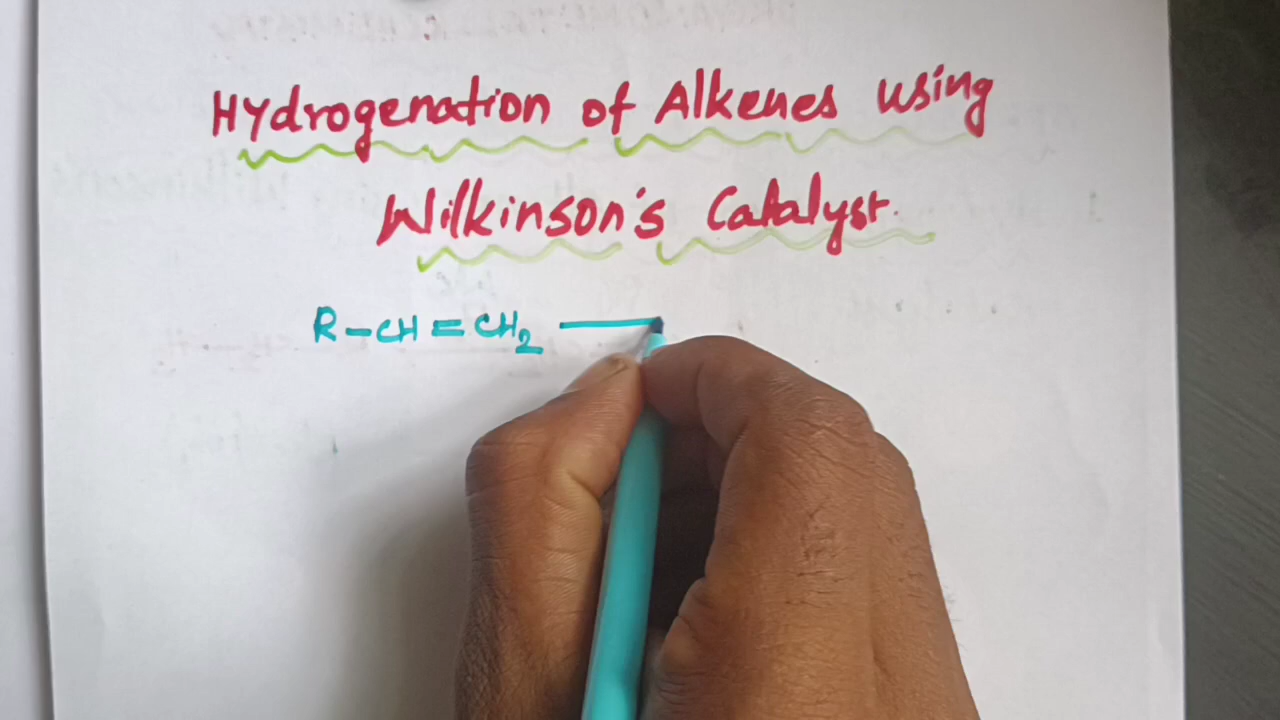 Hydrogenation of Alkenes using
Wilkinson's Catalyst.
R-CH=CH₂